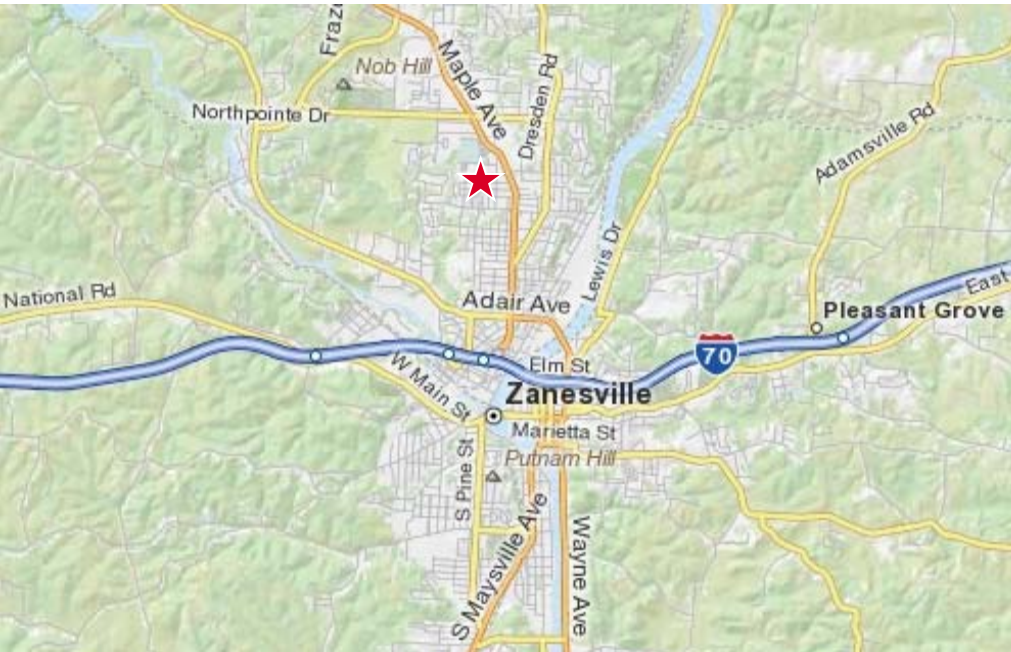 Fraz
Nob Hill
Maple Ave
Dresden Rd
Northpointe Dr
Adamsville Rd
Lewis Dr
National Rd
Adair Ave
East
Pleasant Grove
70
Elm St
W Main St
Zanesville
Marietta St
S Pine St
Putnam Hill
S Maysville Ave
Wayne Ave